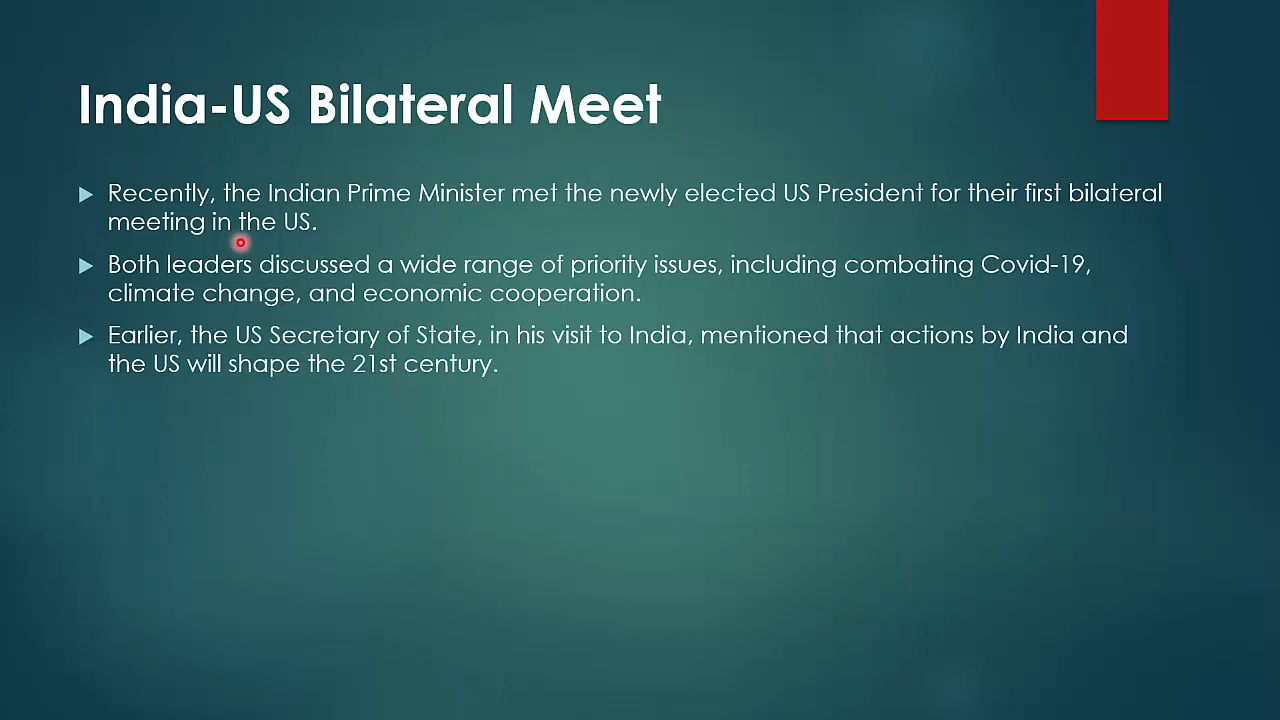 India-US Bilateral Meet
Recently, the Indian Prime Minister met the newly elected US President for their first bilateral
meeting in the US.
Both leaders discussed a wide range of priority issues, including combating Covid-19,
climate change, and economic cooperation.
Earlier, the US Secretary of State, in his visit to India, mentioned that actions by India and
the US will shape the 21st century.